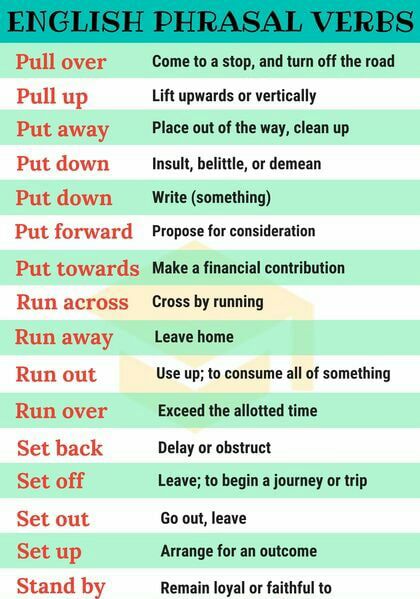 ENGLISH PHRASAL VERBS
Pull over Come to a stop, and turn off the road
Pull up Lift upwards or vertically
Put away Place out of the way, clean up
Put down Insult, belittle, or demean
Put down Write (something)
Put forward Propose for consideration
Put towards Make a financial contribution
Run across Cross by running
Run away Leave home
Run out Use up; to consume all of something
Run over Exceed the allotted time
Set back Delay or obstruct
Set off Leave; to begin a journey or trip
Set out Go out, leave
Set up Arrange for an outcome
Stand by Remain loyal or faithful to